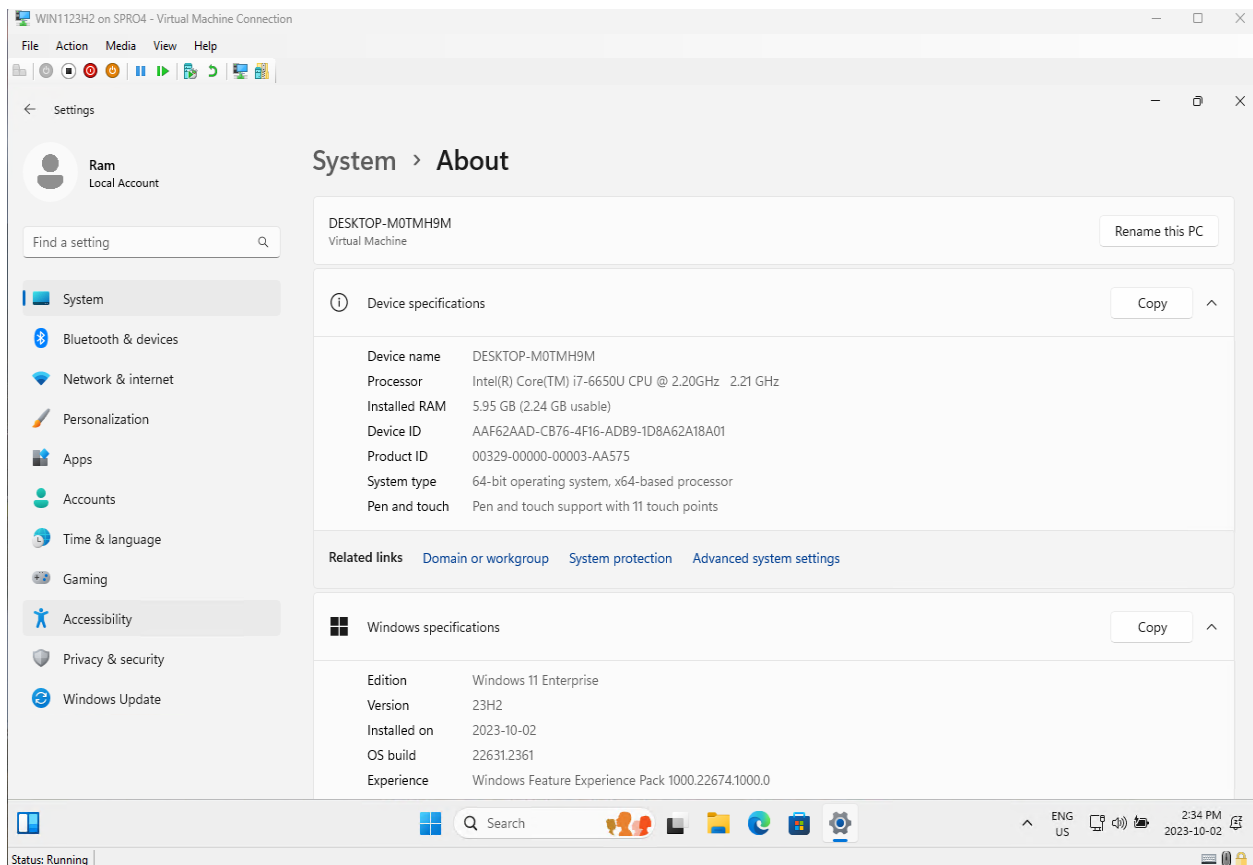 WIN1123H2 on SPRO4 - Virtual Machine Connection
File Action Media View Help
Settings
Ram
Local Account
Find a setting
System
Bluetooth & devices
Network & internet
Personalization
Apps
Accounts
Time & language
Gaming
Accessibility
Privacy & security
Windows Update
System > About
DESKTOP-M0TMH9M
Virtual Machine
Rename this PC
Device specifications
Copy
Device name DESKTOP-M0TMH9M
Processor Intel(R) Core(TM) i7-6650U CPU @ 2.20GHz 2.21 GHz
Installed RAM 5.95 GB (2.24 GB usable)
Device ID AAF62AAD-CB76-4F16-ADB9-1D8A62A18A01
Product ID 00329-00000-00003-AA575
System type 64-bit operating system, x64-based processor
Pen and touch Pen and touch support with 11 touch points
Related links Domain or workgroup System protection Advanced system settings
Windows specifications
Copy
Edition Windows 11 Enterprise
Version 23H2
Installed on 2023-10-02
OS build 22631.2361
Experience Windows Feature Experience Pack 1000.22674.1000.0
Search
ENG
US
2:34 PM
2023-10-02
Status: Running